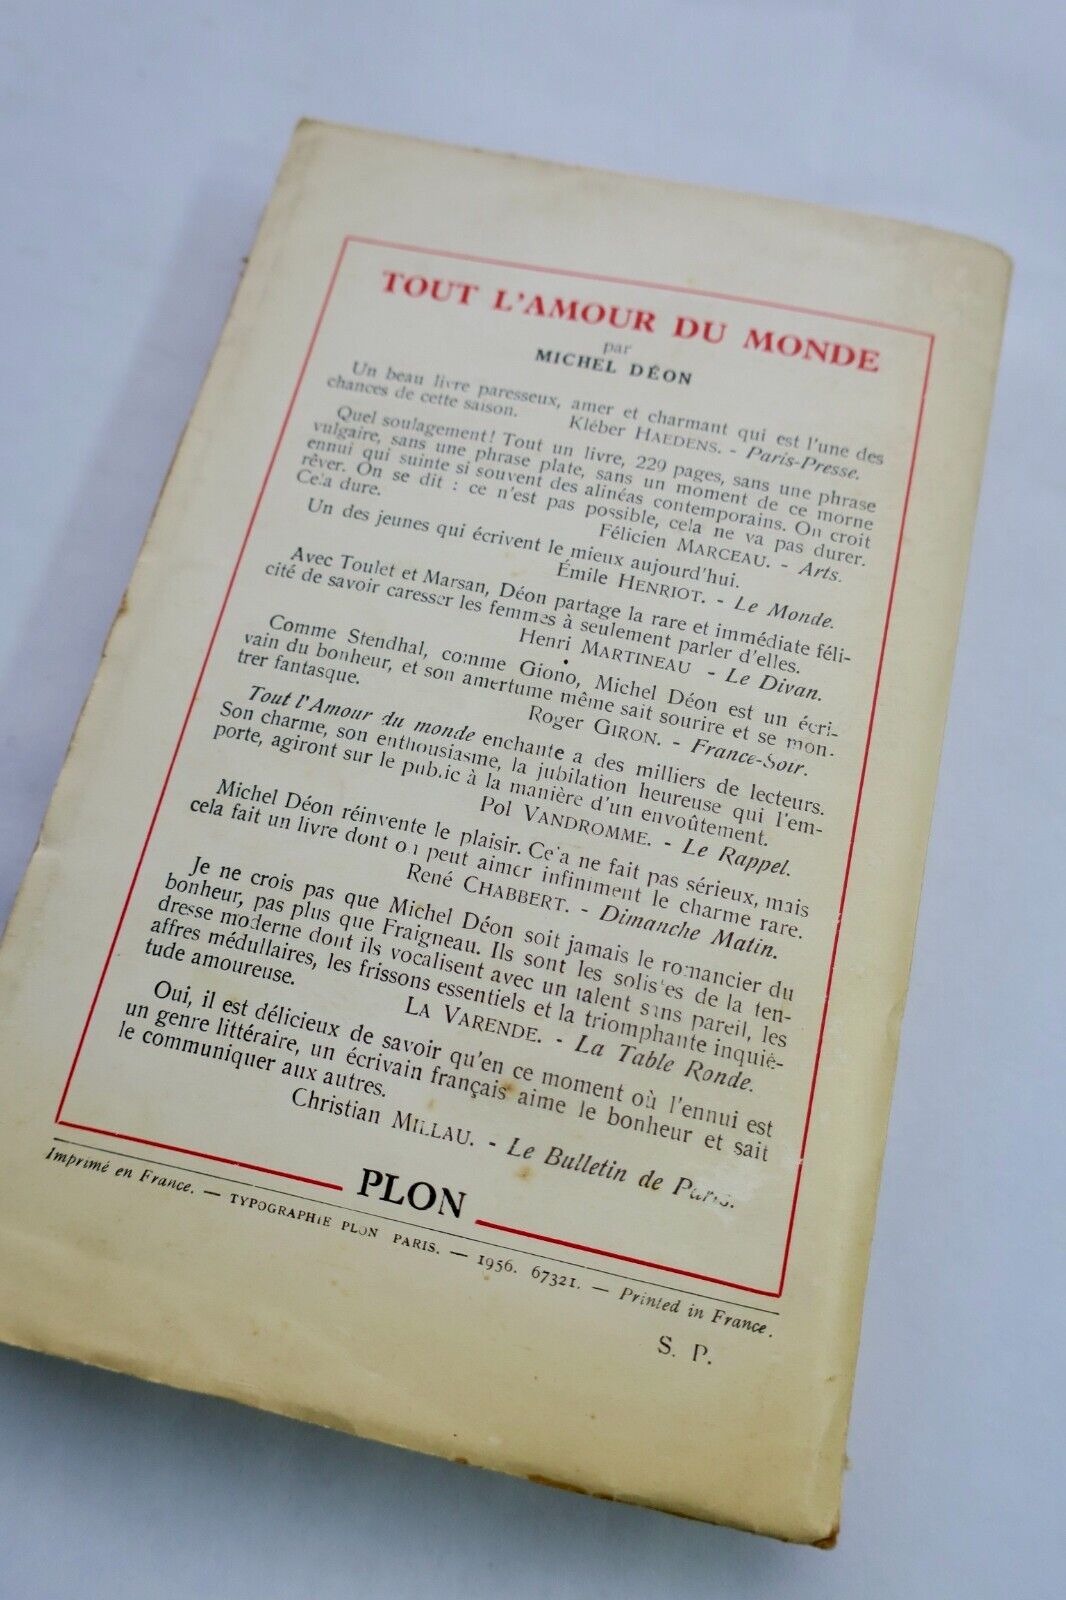 TOUT L'AMOUR DU MONDE
par
MICHEL DÉON
Un beau livre paresseux, amer et charmant qui est l'une des
chances de cette saison.
Kléber HAEDENS. - Paris-Presse.
Quel soulagement! Tout un livre, 229 pages, sans une phrase
vulgaire, sans une phrase plate, sans un moment de ce morne
ennui qui suinte si souvent des alinéas contemporains. On croit
rêver. On se dit : ce n'est pas possible, cela ne va pas durer.
Cela dure.
Félicien MARCEAU. - Arts.
Un des jeunes qui écrivent le mieux aujourd'hui.
Émile HENRIOT. - Le Monde.
Avec Toulet et Marsan, Déon partage la rare et immédiate féli-
cité de savoir caresser les femmes à seulement parler d'elles.
Henri MARTINEAU - Le Divan.
Comme Stendhal, comme Giono, Michel Déon est un écri-
vain du bonheur, et son amertume même sait sourire et se mon-
trer fantasque.
Roger GIRON. - France-Soir.
Tout l'Amour du monde enchante a des milliers de lecteurs.
Son charme, son enthousiasme, la jubilation heureuse qui l'em-
porte, agiront sur le public à la manière d'un envoûtement.
Pol VANDROMME. - Le Rappel.
Michel Déon réinvente le plaisir. Cela ne fait pas sérieux, mais
cela fait un livre dont on peut aimer infiniment le charme rare.
René CHABBERT. - Dimanche Matin.
Je ne crois pas que Michel Déon soit jamais le romancier du
bonheur, pas plus que Fraigneau. Ils sont les solistes de la ten-
dresse moderne dont ils vocalisent avec un talent sans pareil, les
affres médullaires, les frissons essentiels et la triomphante inquié-
tude amoureuse.
LA VARENDE. - La Table Ronde.
Oui, il est délicieux de savoir qu'en ce moment où l'ennui est
un genre littéraire, un écrivain français aime le bonheur et sait
le communiquer aux autres.
Christian MILLAU. - Le Bulletin de Paris.
PLON
Imprimé en France. — TYPOGRAPHIE PLON PARIS. — 1956. 67321. — Printed in France.
S. P.